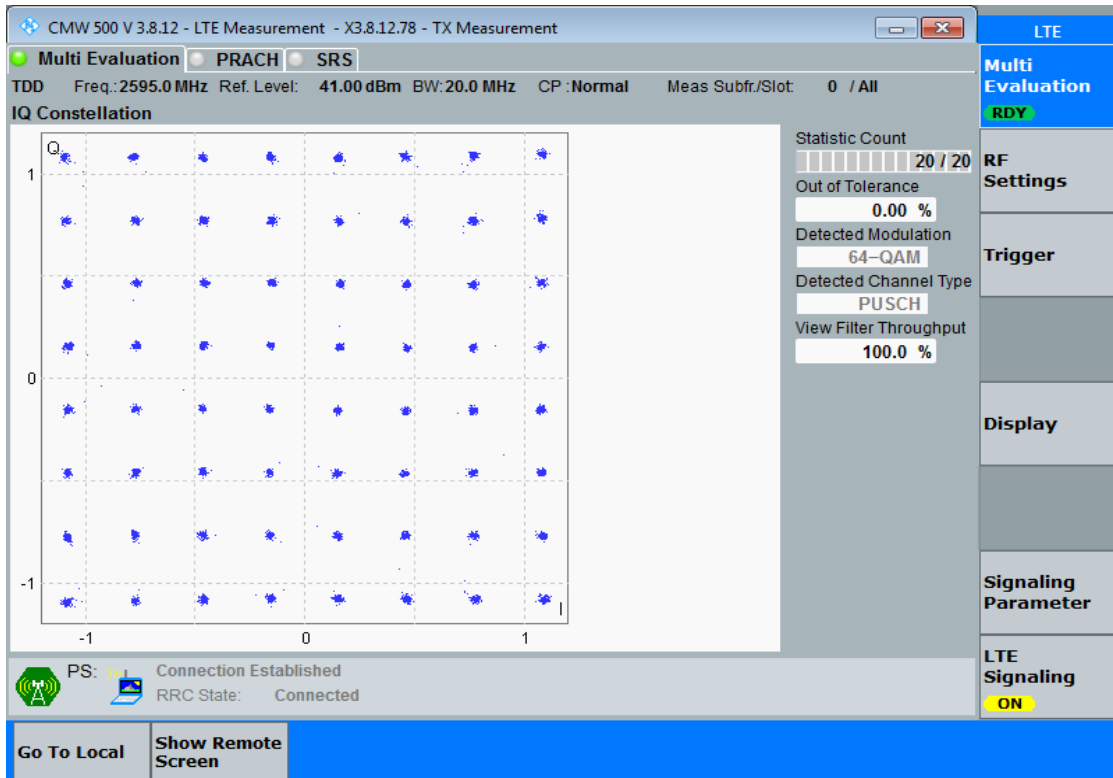 CMW 500 V 3.8.12 - LTE Measurement - X3.8.12.78 - TX Measurement
LTE
Multi Evaluation PRACH SRS
TDD Freq.: 2595.0 MHz Ref. Level: 41.00 dBm BW: 20.0 MHz CP : Normal Meas Subfr./Slot: 0 / All
IQ Constellation
Q
1
0
-1
-1 0 1
I
Statistic Count
20 / 20
Out of Tolerance
0.00 %
Detected Modulation
64-QAM
Detected Channel Type
PUSCH
View Filter Throughput
100.0 %
Multi
Evaluation
RDY
RF
Settings
Trigger
Display
Signaling
Parameter
LTE
Signaling
ON
PS: Connection Established
RRC State: Connected
Go To Local
Show Remote
Screen